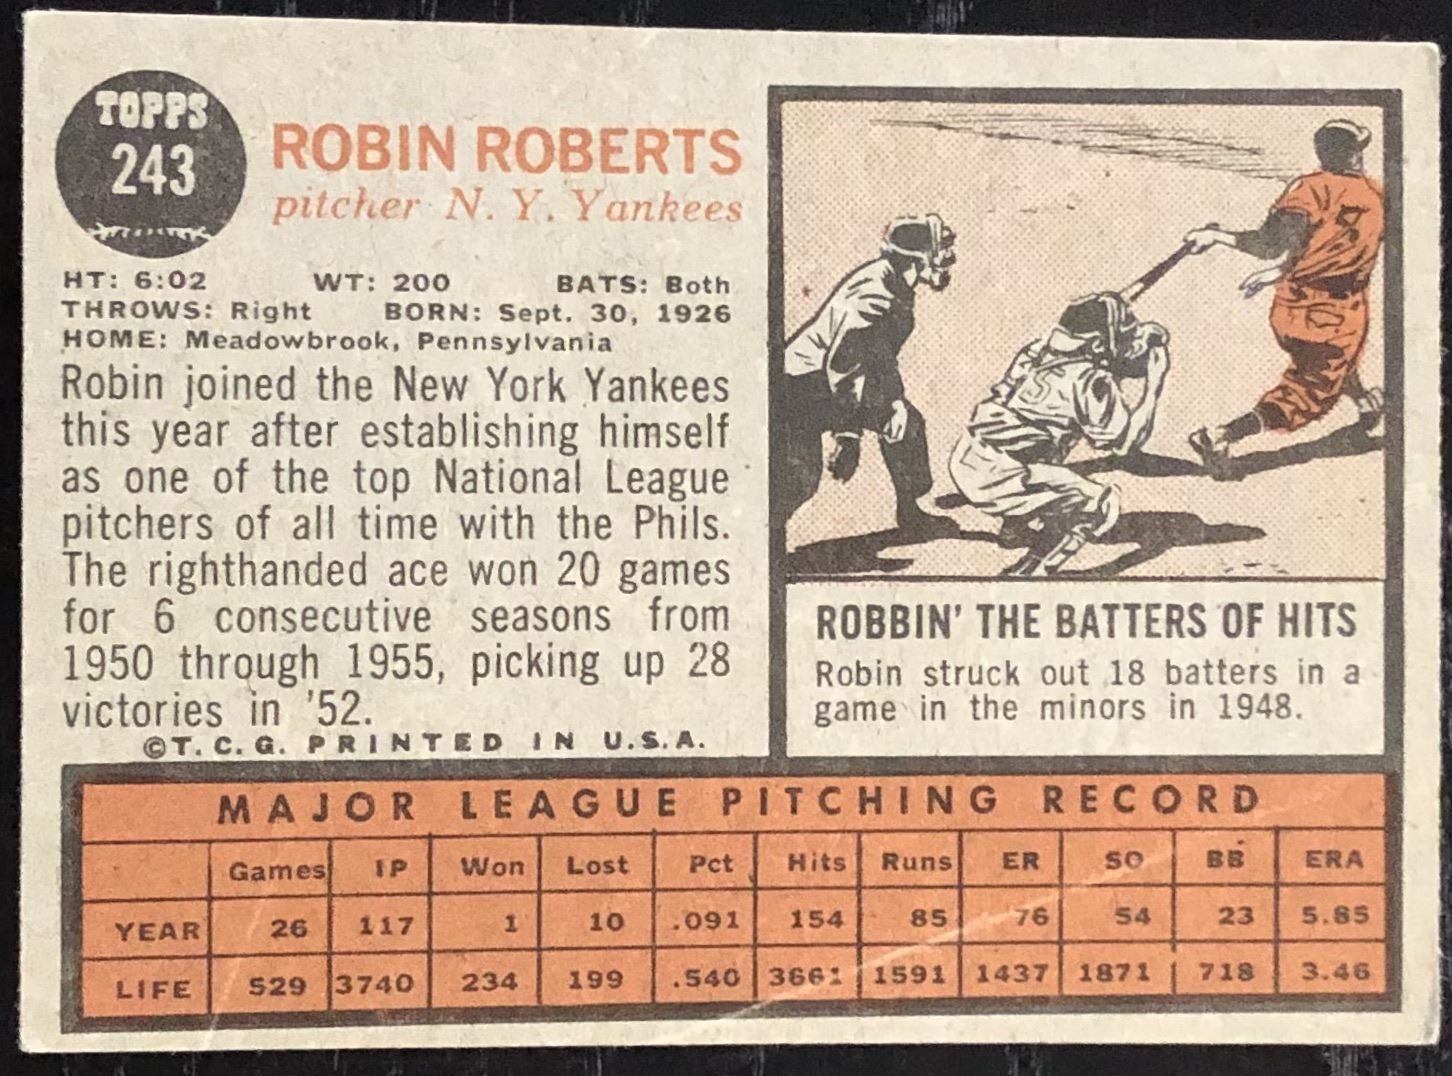 TOPPS
243
ROBIN ROBERTS
pitcher N. Y. Yankees
HT: 6:02 WT: 200 BATS: Both
THROWS: Right BORN: Sept. 30, 1926
HOME: Meadowbrook, Pennsylvania
Robin joined the New York Yankees
this year after establishing himself
as one of the top National League
pitchers of all time with the Phils.
The righthanded ace won 20 games
for 6 consecutive seasons from
1950 through 1955, picking up 28
victories in '52.
©T. C. G. PRINTED IN U.S.A.
ROBBIN' THE BATTERS OF HITS
Robin struck out 18 batters in a
game in the minors in 1948.
MAJOR LEAGUE PITCHING RECORD
Games IP Won Lost Pct Hits Runs ER SO BB ERA
YEAR 26 117 1 10 .091 154 85 76 54 23 5.85
LIFE 529 3740 234 199 .540 3661 1591 1437 1871 718 3.46